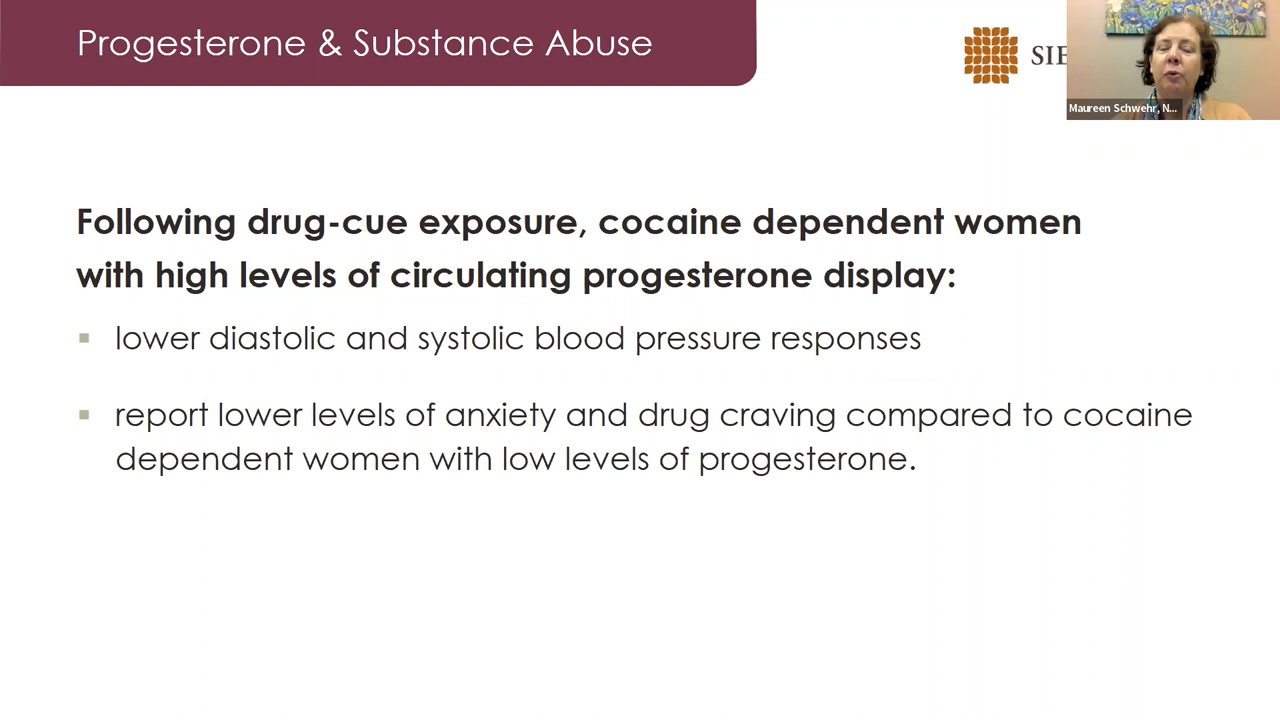 Progesterone & Substance Abuse
SIE
Maureen Schwehr, N...
Following drug-cue exposure, cocaine dependent women
with high levels of circulating progesterone display:
▪ lower diastolic and systolic blood pressure responses
▪ report lower levels of anxiety and drug craving compared to cocaine
dependent women with low levels of progesterone.